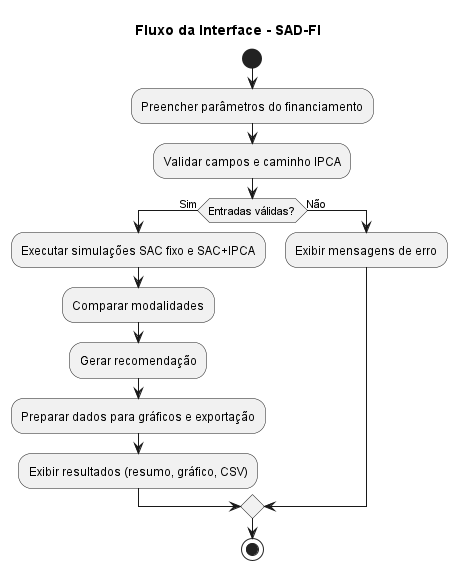 Fluxo da Interface - SAD-FI
Preencher parâmetros do financiamento
Validar campos e caminho IPCA
Sim
Entradas válidas?
Não
Executar simulações SAC fixo e SAC+IPCA
Exibir mensagens de erro
Comparar modalidades
Gerar recomendação
Preparar dados para gráficos e exportação
Exibir resultados (resumo, gráfico, CSV)